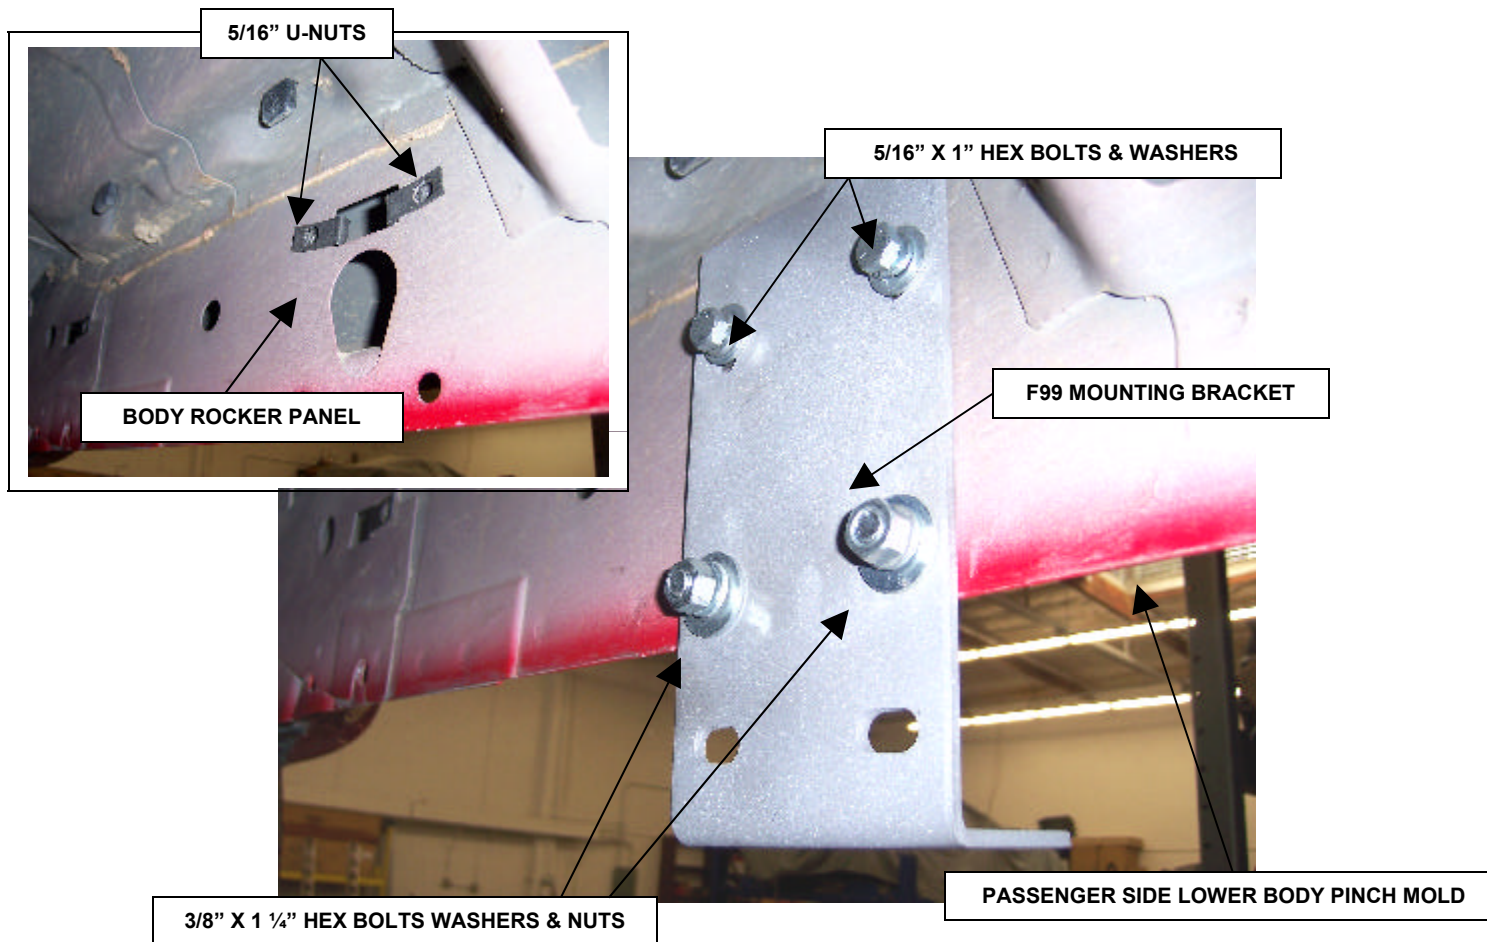 5/16” U-NUTS
5/16” X 1” HEX BOLTS & WASHERS
F99 MOUNTING BRACKET
BODY ROCKER PANEL
PASSENGER SIDE LOWER BODY PINCH MOLD
3/8” X 1 ¼” HEX BOLTS WASHERS & NUTS